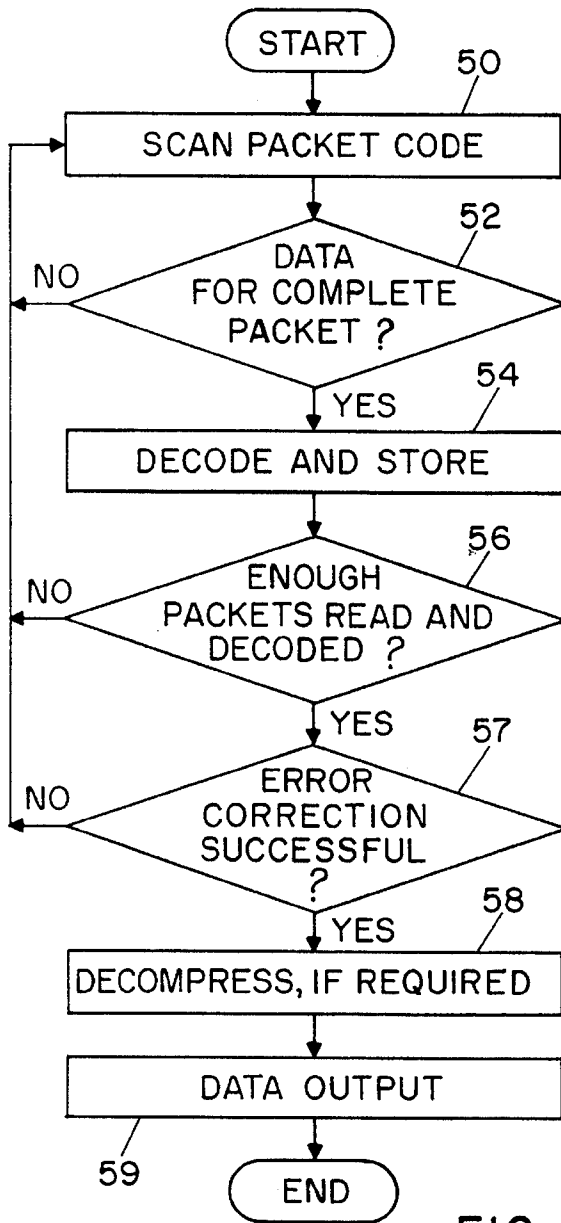 START
50
SCAN PACKET CODE
52
DATA
FOR COMPLETE
PACKET ?
NO
YES
54
DECODE AND STORE
56
ENOUGH
PACKETS READ AND
DECODED ?
NO
YES
57
ERROR
CORRECTION
SUCCESSFUL
?
NO
YES
58
DECOMPRESS, IF REQUIRED
DATA OUTPUT
59
END